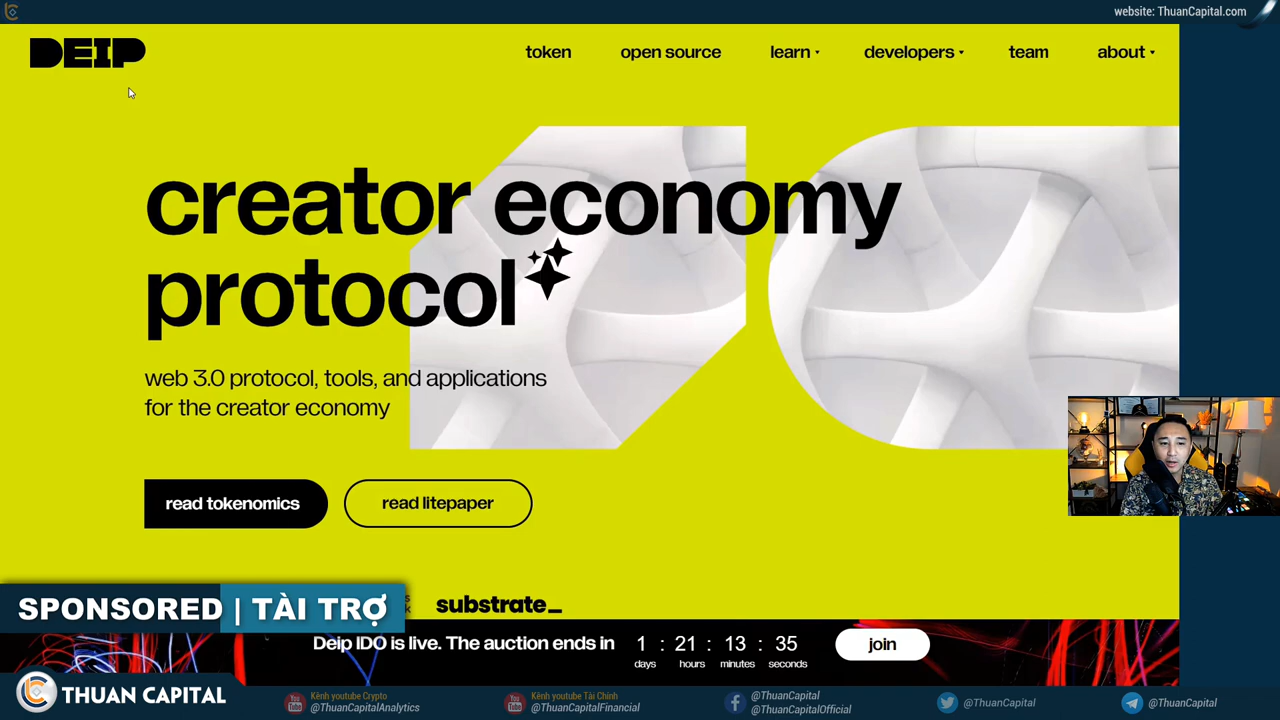 website: ThuanCapital.com
DEIP
token
open source
learn
developers
team
about
creator economy
protocol
web 3.0 protocol, tools, and applications
for the creator economy
read tokenomics
read litepaper
substrate_
SPONSORED | TÀI TRỢ
Deip IDO is live. The auction ends in
1 : 21 : 13 : 35
days hours minutes seconds
join
THUAN CAPITAL
Kênh youtube Crypto
@ThuanCapitalAnalytics
Kênh youtube Tài Chính
@ThuanCapitalFinancial
@ThuanCapital
@ThuanCapitalOfficial
@ThuanCapital
@ThuanCapital